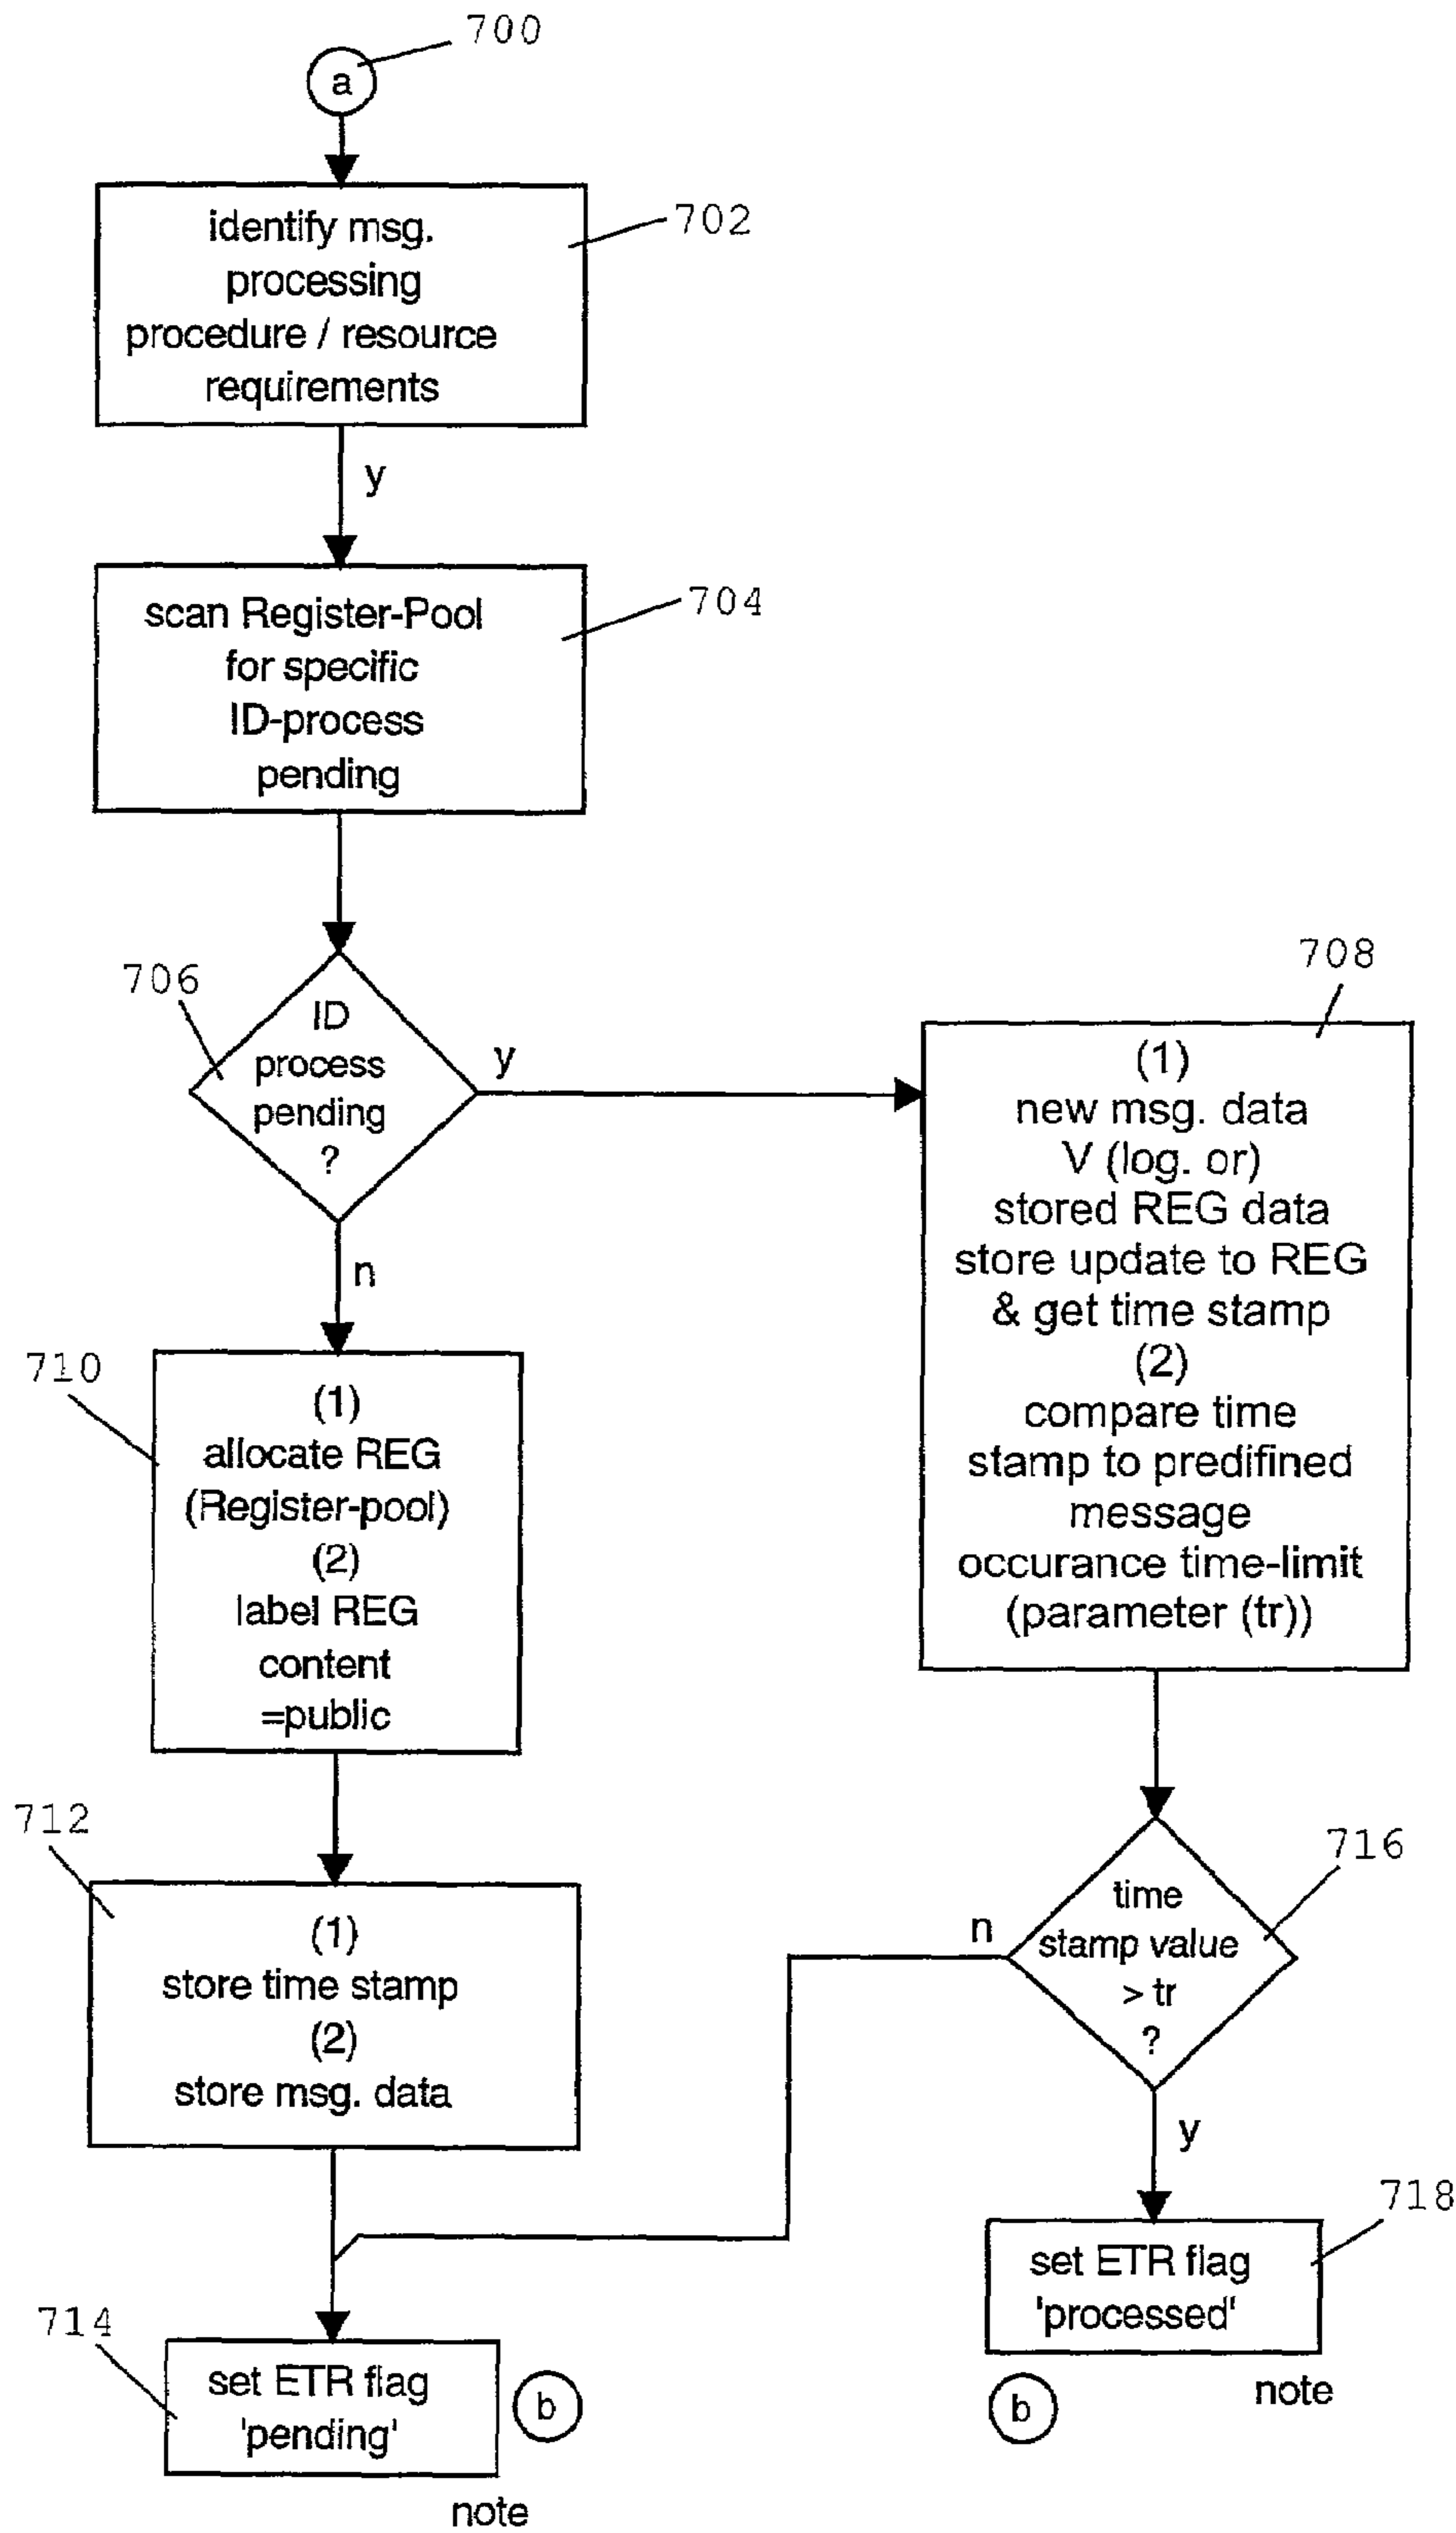 700
a
702
identify msg.
processing
procedure / resource
requirements
y
704
scan Register-Pool
for specific
ID-process
pending
706
ID
process
pending
?
y
n
708
(1)
new msg. data
V (log. or)
stored REG data
store update to REG
& get time stamp
(2)
compare time
stamp to predifined
message
occurance time-limit
(parameter (tr))
710
(1)
allocate REG
(Register-pool)
(2)
label REG
content
=public
712
(1)
store time stamp
(2)
store msg. data
716
time
stamp value
> tr
?
n
y
718
set ETR flag
'processed'
b
note
714
set ETR flag
'pending'
b
note